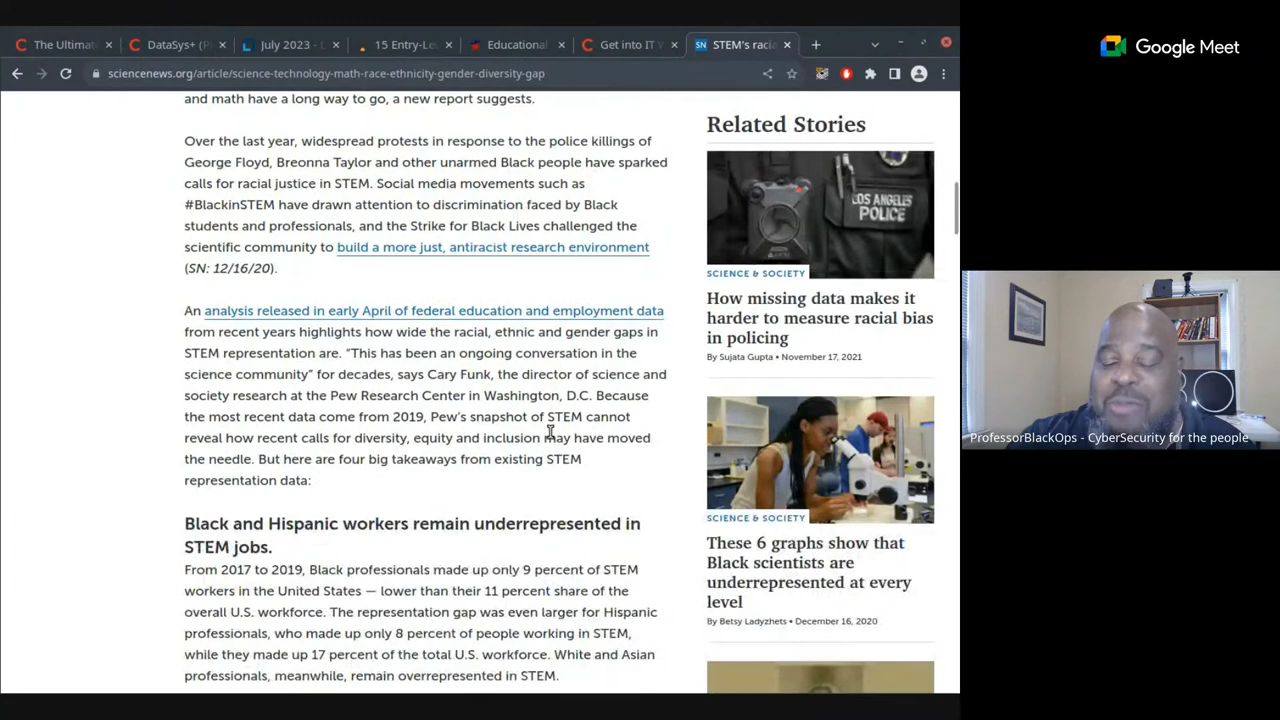 The Ultimat
DataSys+ (P
July 2023 -
15 Entry-Le
Educational
Get into IT
STEM's racia
sciencenews.org/article/science-technology-math-race-ethnicity-gender-diversity-gap
and math have a long way to go, a new report suggests.
Over the last year, widespread protests in response to the police killings of
George Floyd, Breonna Taylor and other unarmed Black people have sparked
calls for racial justice in STEM. Social media movements such as
#BlackinSTEM have drawn attention to discrimination faced by Black
students and professionals, and the Strike for Black Lives challenged the
scientific community to build a more just, antiracist research environment
(SN: 12/16/20).
An analysis released in early April of federal education and employment data
from recent years highlights how wide the racial, ethnic and gender gaps in
STEM representation are. “This has been an ongoing conversation in the
science community” for decades, says Cary Funk, the director of science and
society research at the Pew Research Center in Washington, D.C. Because
the most recent data come from 2019, Pew’s snapshot of STEM cannot
reveal how recent calls for diversity, equity and inclusion may have moved
the needle. But here are four big takeaways from existing STEM
representation data:
Black and Hispanic workers remain underrepresented in
STEM jobs.
From 2017 to 2019, Black professionals made up only 9 percent of STEM
workers in the United States — lower than their 11 percent share of the
overall U.S. workforce. The representation gap was even larger for Hispanic
professionals, who made up only 8 percent of people working in STEM,
while they made up 17 percent of the total U.S. workforce. White and Asian
professionals, meanwhile, remain overrepresented in STEM.
Related Stories
LOS ANGELES
POLICE
SCIENCE & SOCIETY
How missing data makes it
harder to measure racial bias
in policing
By Sujata Gupta • November 17, 2021
SCIENCE & SOCIETY
These 6 graphs show that
Black scientists are
underrepresented at every
level
By Betsy Ladyzhets • December 16, 2020
Google Meet
ProfessorBlackOps - CyberSecurity for the people